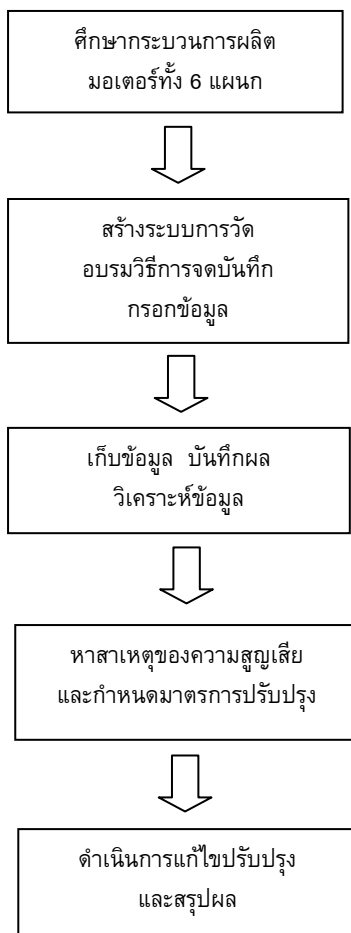 ศึกษากระบวนการผลิต
มอเตอร์ทั้ง 6 แผนก
สร้างระบบการวัด
อบรมวิธีการจดบันทึก
กรอกข้อมูล
เก็บข้อมูล บันทึกผล
วิเคราะห์ข้อมูล
หาสาเหตุของความสูญเสีย
และกำหนดมาตรการปรับปรุง
ดำเนินการแก้ไขปรับปรุง
และสรุปผล